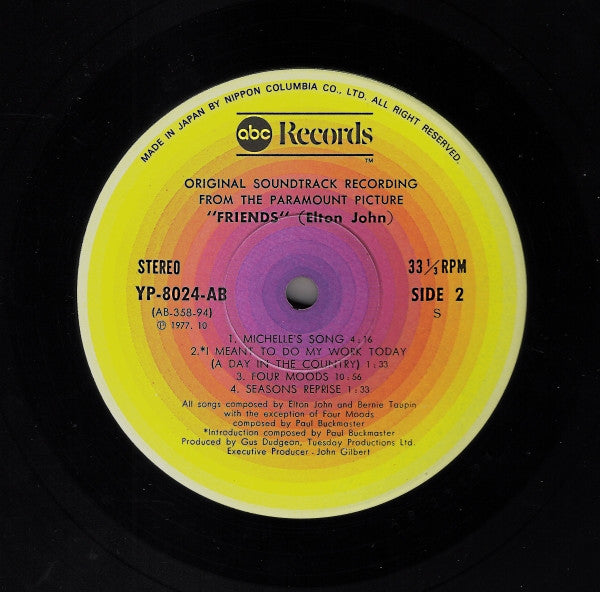 MADE IN JAPAN BY NIPPON COLUMBIA CO., LTD. ALL RIGHT RESERVED.
abc Records
TM
ORIGINAL SOUNDTRACK RECORDING
FROM THE PARAMOUNT PICTURE
"FRIENDS" (Elton John)
STEREO 33 1/3 RPM
YP-8024-AB SIDE 2
(AB-358-94) S
Ⓟ 1977. 10
1. MICHELLE'S SONG 4:16
2.*I MEANT TO DO MY WORK TODAY
(A DAY IN THE COUNTRY) 1:33
3. FOUR MOODS 10:56
4. SEASONS REPRISE 1:33
All songs composed by Elton John and Bernie Taupin
with the exception of Four Moods
composed by Paul Buckmaster
*Introduction composed by Paul Buckmaster
Produced by Gus Dudgeon, Tuesday Productions Ltd.
Executive Producer - John Gilbert